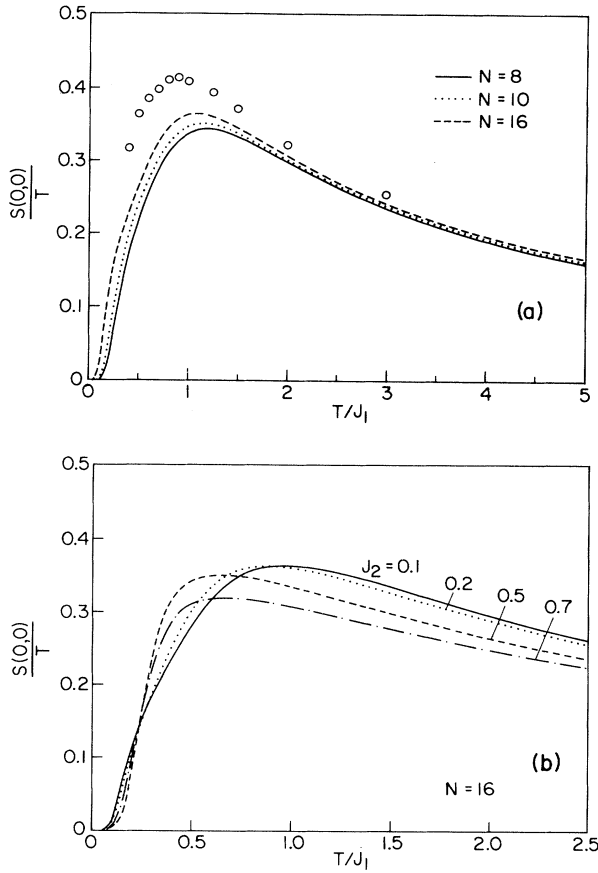 0.5
0.4
0.3
0.2
0.1
0
S(0,0)
T
N = 8
N = 10
N = 16
(a)
0 1 2 3 4 5
T/J₁
0.5
0.4
0.3
0.2
0.1
0
S(0,0)
T
J₂ = 0.1
0.2
0.5
0.7
(b)
N = 16
0 0.5 1.0 1.5 2.0 2.5
T/J₁